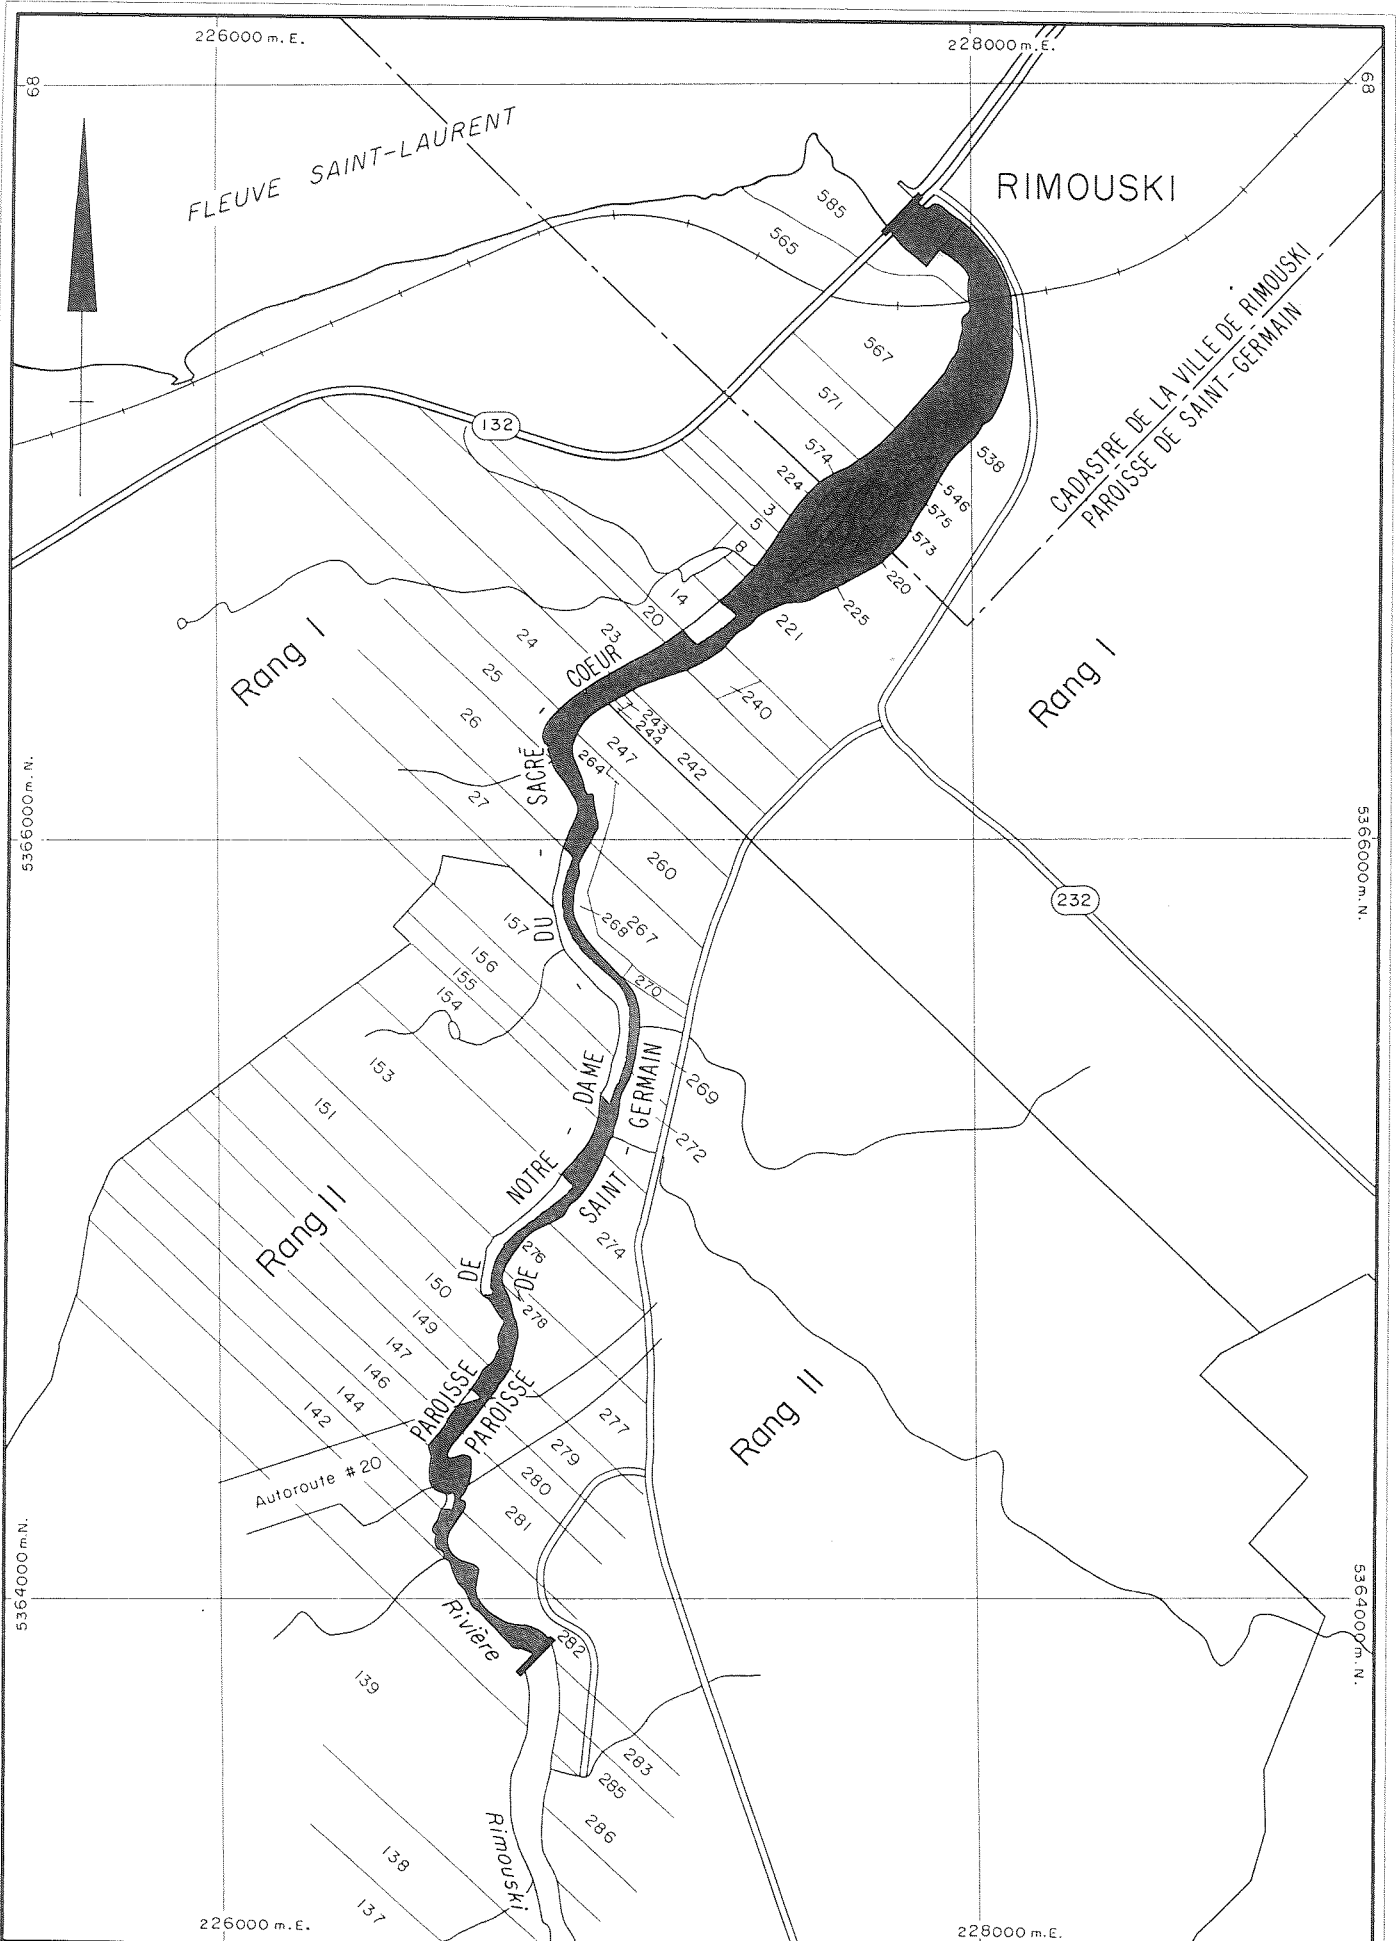 226000 m. E.
228000 m. E.
68
68
FLEUVE SAINT-LAURENT
RIMOUSKI
585
565
CADASTRE DE LA VILLE DE RIMOUSKI
PAROISSE DE SAINT-GERMAIN
567
571
132
574
538
224
546
3
575
5
573
8
220
14
225
20
221
23
24
COEUR
25
Rang I
Rang I
240
26
243
244
247
242
264
SACRÉ
27
5366000 m. N.
5366000 m. N.
260
232
157
DU
268
267
156
155
270
154
153
DAME
GERMAIN
269
151
272
NOTRE
SAINT-
Rang II
274
276
DE
DE
150
278
149
147
PAROISSE
PAROISSE
146
144
142
277
Rang II
279
Autoroute #20
280
281
5364000 m.N.
5364000 m. N.
Rivière
282
139
283
285
286
Rimouski
138
137
226000 m.E.
228000 m.E.